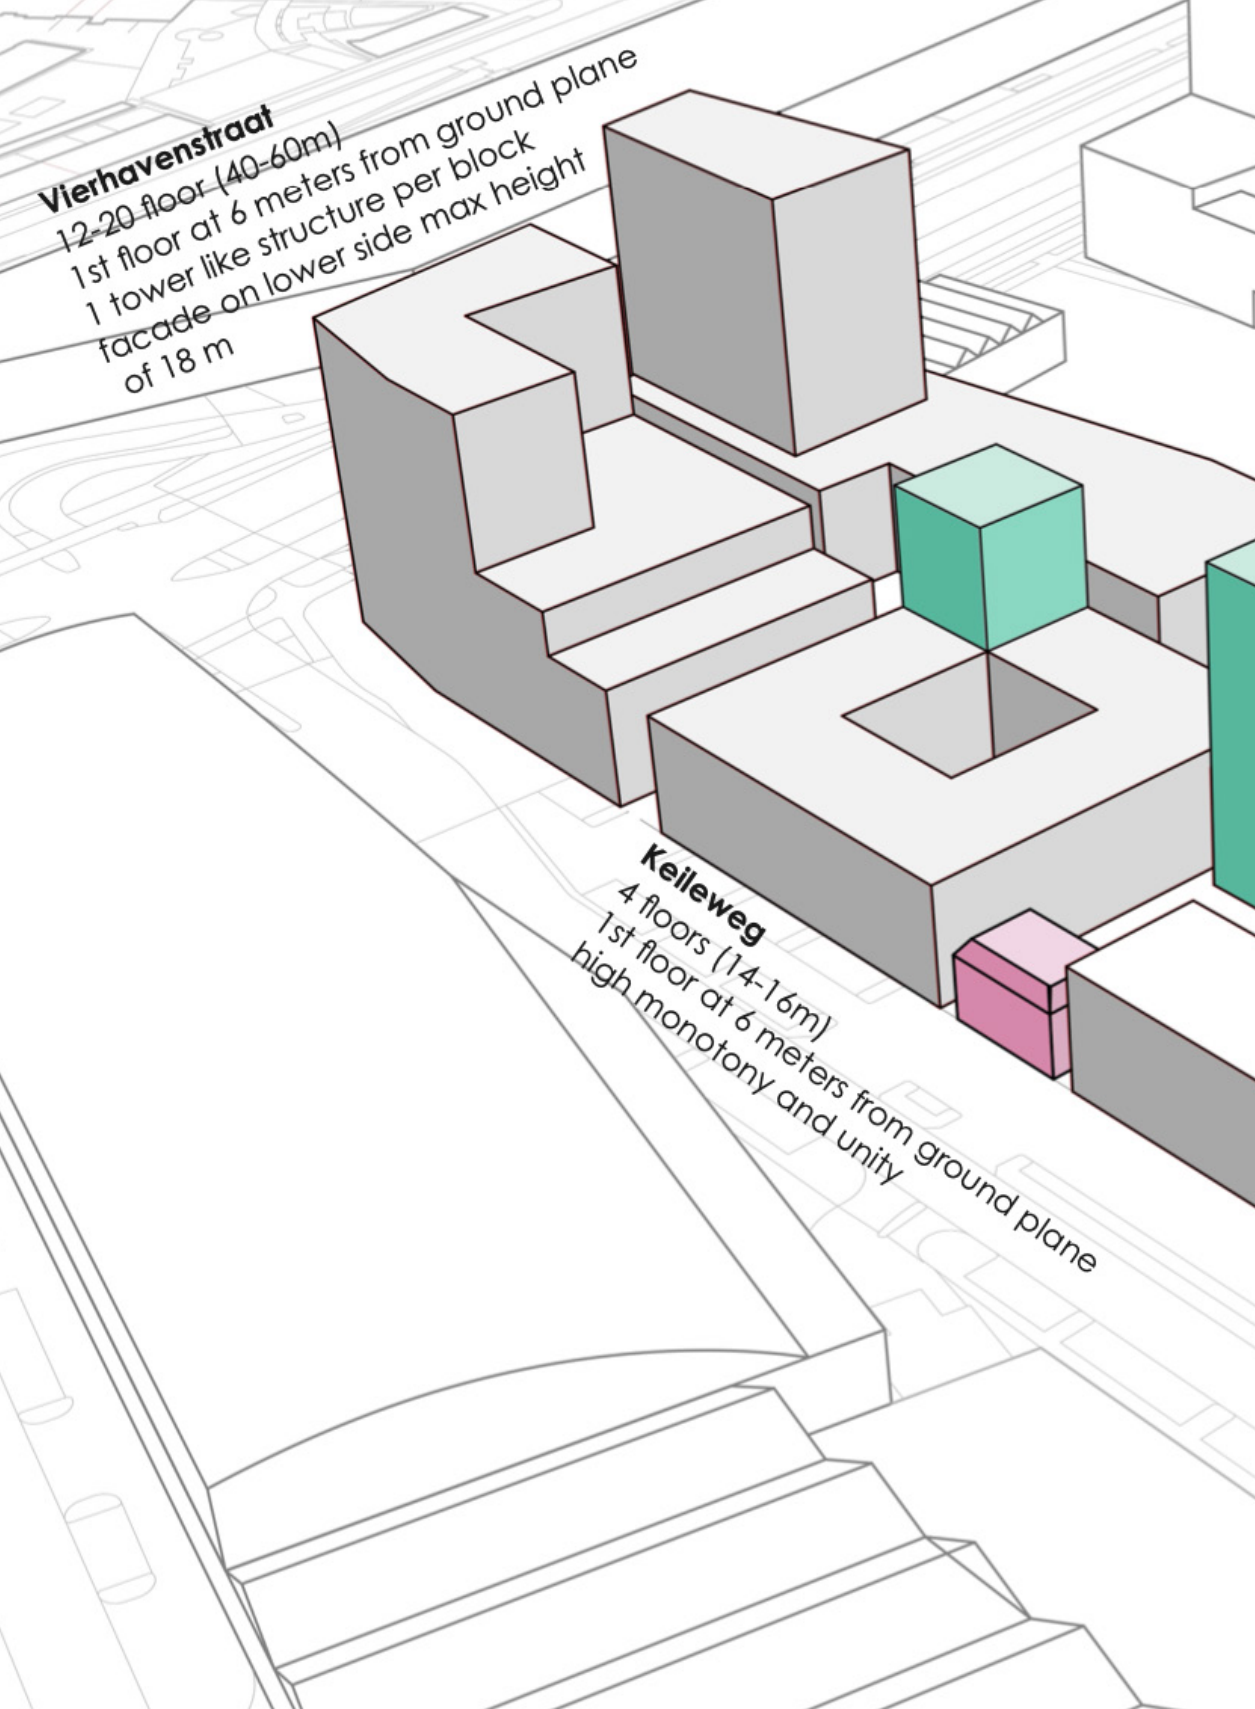 Vierhavenstraat
12-20 floor (40-60m)
1st floor at 6 meters from ground plane
1 tower like structure per block
facade on lower side max height
of 18 m
Keileweg
4 floors (14-16m)
1st floor at 6 meters from ground plane
high monotony and unity